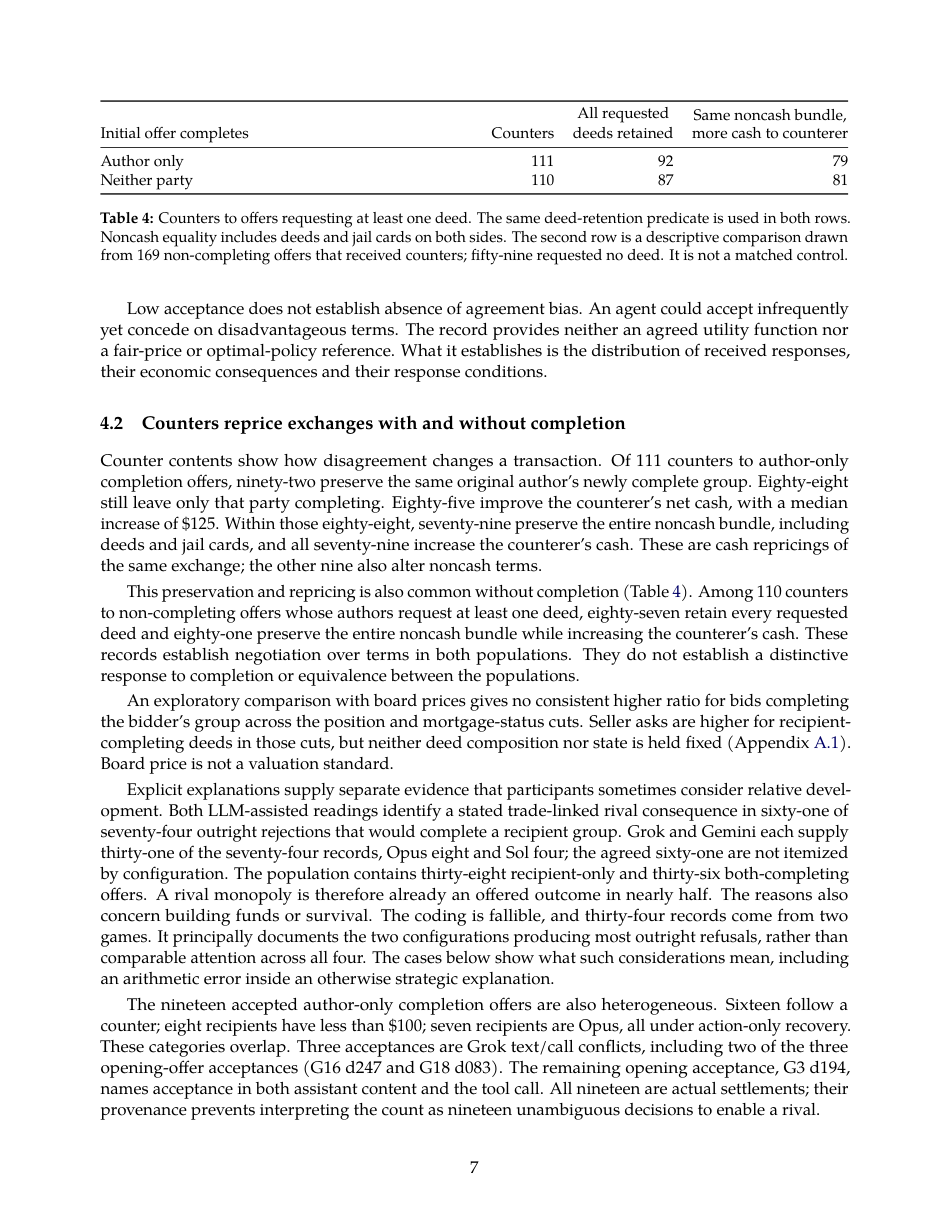 Initial offer completes Counters All requested deeds retained Same noncash bundle, more cash to counterer
Author only 111 92 79
Neither party 110 87 81
Table 4: Counters to offers requesting at least one deed. The same deed-retention predicate is used in both rows.
Noncash equality includes deeds and jail cards on both sides. The second row is a descriptive comparison drawn
from 169 non-completing offers that received counters; fifty-nine requested no deed. It is not a matched control.
Low acceptance does not establish absence of agreement bias. An agent could accept infrequently
yet concede on disadvantageous terms. The record provides neither an agreed utility function nor
a fair-price or optimal-policy reference. What it establishes is the distribution of received responses,
their economic consequences and their response conditions.
4.2 Counters reprice exchanges with and without completion
Counter contents show how disagreement changes a transaction. Of 111 counters to author-only
completion offers, ninety-two preserve the same original author's newly complete group. Eighty-eight
still leave only that party completing. Eighty-five improve the counterer's net cash, with a median
increase of $125. Within those eighty-eight, seventy-nine preserve the entire noncash bundle, including
deeds and jail cards, and all seventy-nine increase the counterer's cash. These are cash repricings of
the same exchange; the other nine also alter noncash terms.
This preservation and repricing is also common without completion (Table 4). Among 110 counters
to non-completing offers whose authors request at least one deed, eighty-seven retain every requested
deed and eighty-one preserve the entire noncash bundle while increasing the counterer's cash. These
records establish negotiation over terms in both populations. They do not establish a distinctive
response to completion or equivalence between the populations.
An exploratory comparison with board prices gives no consistent higher ratio for bids completing
the bidder's group across the position and mortgage-status cuts. Seller asks are higher for recipient-
completing deeds in those cuts, but neither deed composition nor state is held fixed (Appendix A.1).
Board price is not a valuation standard.
Explicit explanations supply separate evidence that participants sometimes consider relative devel-
opment. Both LLM-assisted readings identify a stated trade-linked rival consequence in sixty-one of
seventy-four outright rejections that would complete a recipient group. Grok and Gemini each supply
thirty-one of the seventy-four records, Opus eight and Sol four; the agreed sixty-one are not itemized
by configuration. The population contains thirty-eight recipient-only and thirty-six both-completing
offers. A rival monopoly is therefore already an offered outcome in nearly half. The reasons also
concern building funds or survival. The coding is fallible, and thirty-four records come from two
games. It principally documents the two configurations producing most outright refusals, rather than
comparable attention across all four. The cases below show what such considerations mean, including
an arithmetic error inside an otherwise strategic explanation.
The nineteen accepted author-only completion offers are also heterogeneous. Sixteen follow a
counter; eight recipients have less than $100; seven recipients are Opus, all under action-only recovery.
These categories overlap. Three acceptances are Grok text/call conflicts, including two of the three
opening-offer acceptances (G16 d247 and G18 d083). The remaining opening acceptance, G3 d194,
names acceptance in both assistant content and the tool call. All nineteen are actual settlements; their
provenance prevents interpreting the count as nineteen unambiguous decisions to enable a rival.
7